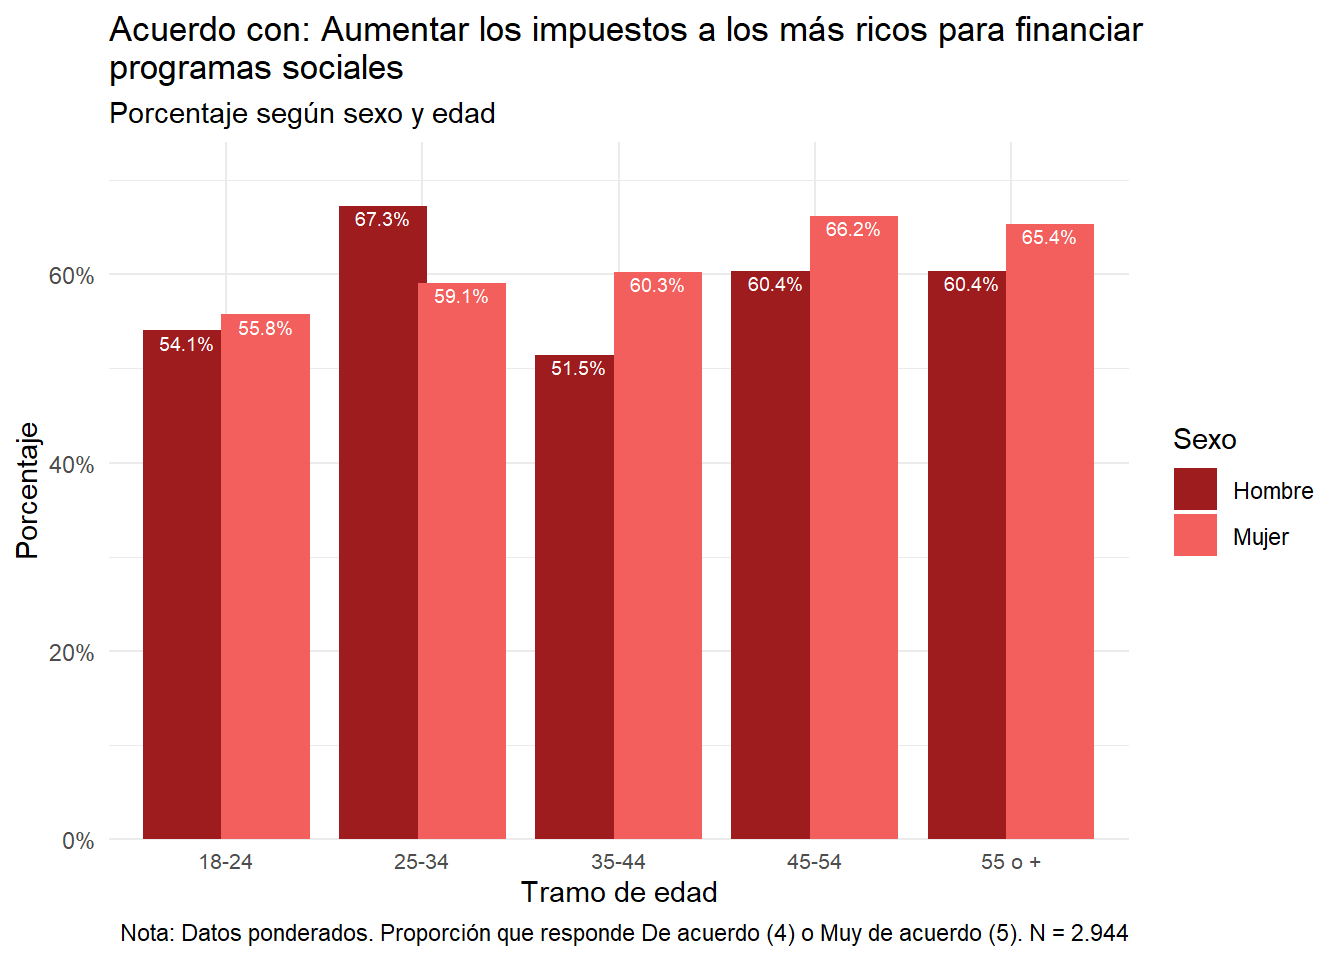 Acuerdo con: Aumentar los impuestos a los más ricos para financiar
programas sociales
Porcentaje según sexo y edad
Porcentaje
60%
40%
20%
0%
54.1%
55.8%
67.3%
59.1%
51.5%
60.3%
60.4%
66.2%
60.4%
65.4%
18-24
25-34
35-44
45-54
55 o +
Tramo de edad
Sexo
Hombre
Mujer
Nota: Datos ponderados. Proporción que responde De acuerdo (4) o Muy de acuerdo (5). N = 2.944